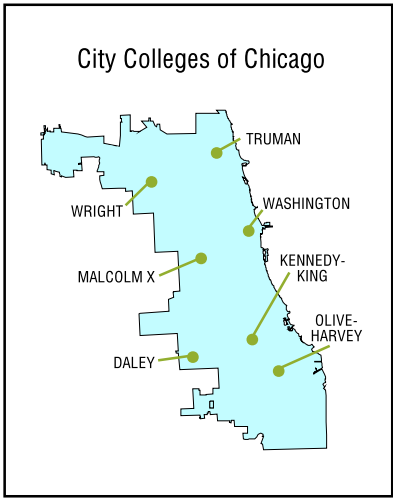 City Colleges of Chicago
TRUMAN
WRIGHT
WASHINGTON
MALCOLM X
KENNEDY-
KING
OLIVE-
HARVEY
DALEY